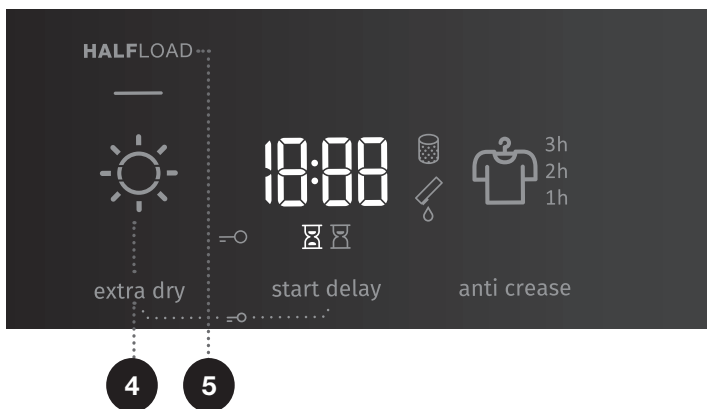 HALFLOAD
18:88
3h
2h
1h
extra dry
start delay
anti crease
4
5